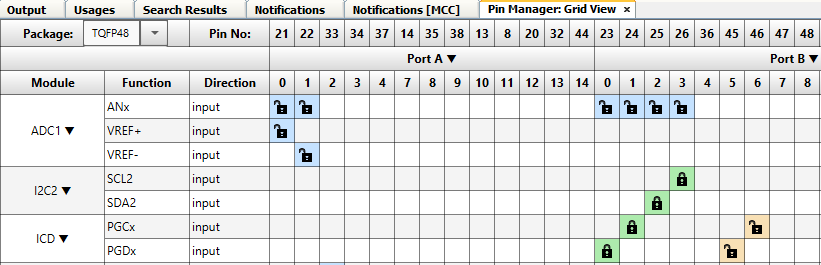 Output Usages Search Results Notifications Notifications [MCC] Pin Manager: Grid View ×
Package: TQFP48 Pin No: 21 22 33 34 37 14 35 38 13 8 11 20 32 44 23 24 25 26 36 45 46 47 48
Port A ▼ Port B ▼
Module Function Direction 0 1 2 3 4 7 8 9 10 11 12 13 14 15 0 1 2 3 4 5 6 7 8
ANx input
ADC1 ▼ VREF+ input
VREF- input
SCL2 input
I2C2 ▼
SDA2 input
PGCx input
ICD ▼
PGDx input